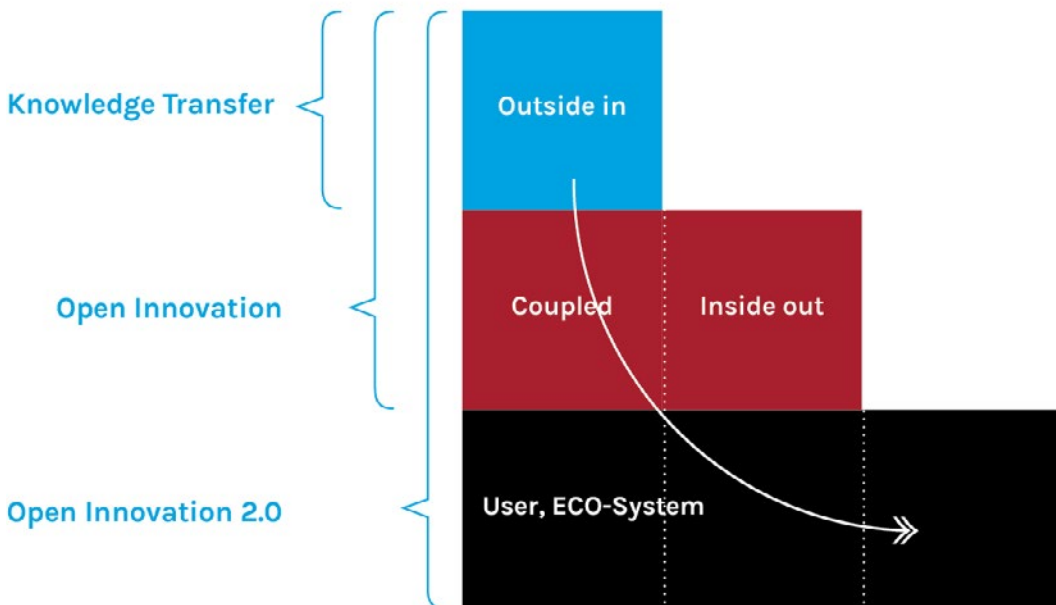 Knowledge Transfer
Outside in
Open Innovation
Coupled
Inside out
Open Innovation 2.0
User, ECO-System